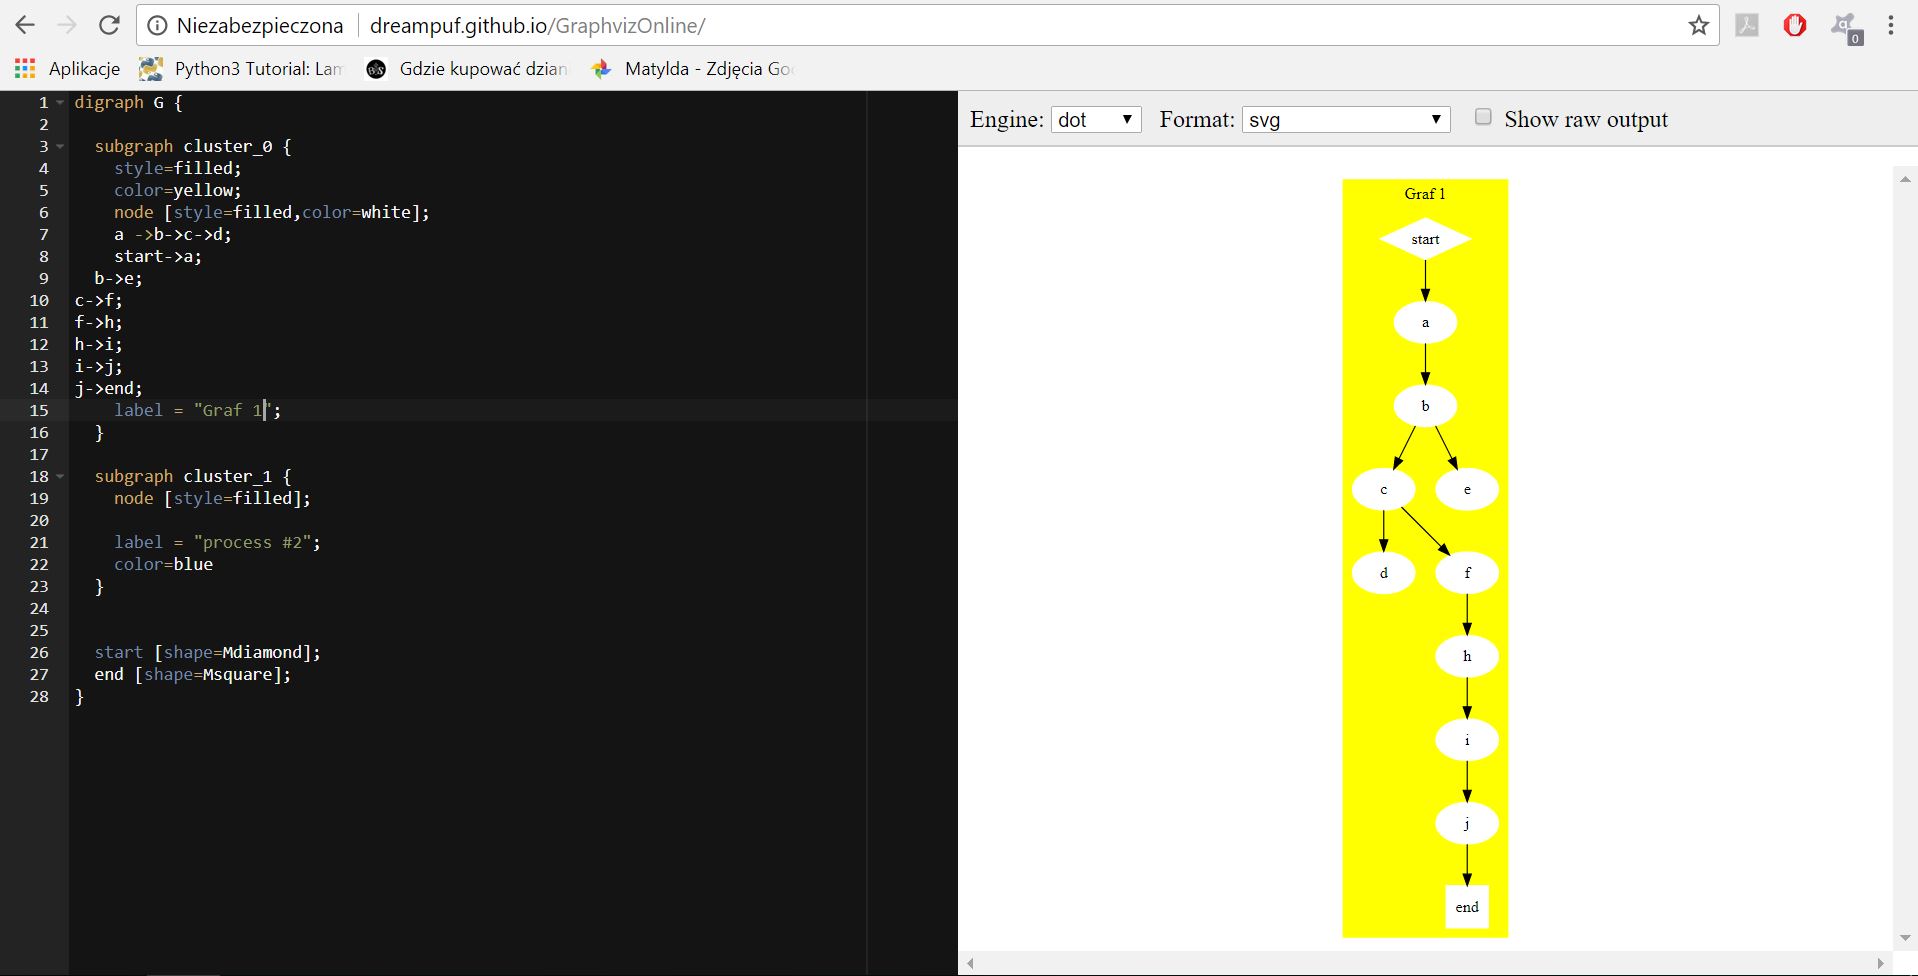 Niezabezpieczona dreampuf.github.io/GraphvizOnline/
0
Aplikacje Python3 Tutorial: Gdzie kupować Matylda - Zdjęcia
1 digraph G {
2
3 subgraph cluster_0 {
4 style=filled;
5 color=yellow;
6 node [style=filled,color=white];
7 a ->b->c->d;
8 start->a;
9 b->e;
10 c->f;
11 f->h;
12 h->i;
13 i->j;
14 j->end;
15 label = "Graf 1";
16 }
17
18 subgraph cluster_1 {
19 node [style=filled];
20
21 label = "process #2";
22 color=blue
23 }
24
25
26 start [shape=Mdiamond];
27 end [shape=Msquare];
28 }
Engine: dot Format: svg Show raw output
Graf 1
start
a
b
c e
d f
h
i
j
end